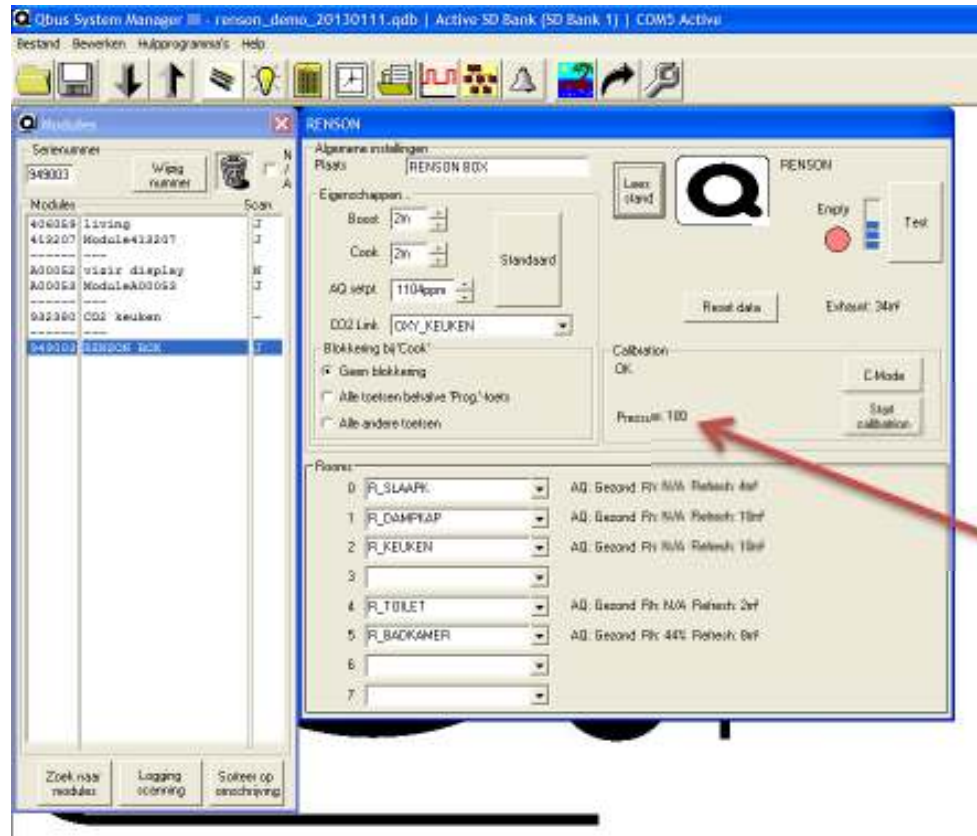 Qbus System Manager III - renson_demo_20130111.qdb | Active SD Bank (SD Bank 1) | COM5 Active
Bestand Bewerken Hulpprogramma's Help
Modules
Serienummer
949003
Wijzig nummer
N / A
Modules Scan
406059 living J
413207 Module413207 J
------ ---
A00052 vizir display N
A00053 ModuleA00053 J
------ ---
932380 CO2 keuken -
------ ---
949003 RENSON BOX J
Zoek naar modules
Logging scanning
Sorteer op omschrijving
RENSON
Algemene instellingen
Plaats RENSON BOX
Eigenschappen
Boost 2h
Cook 2h
AQ setpt. 1104ppm
Standaard
CO2 Link OXY_KEUKEN
Blokkering bij 'Cook'
Geen blokkering
Alle toetsen behalve 'Prog.'-toets
Alle andere toetsen
Lees stand
RENSON
Empty
Test
Reset data
Exhaust: 34m³
Calibration
OK
C-Mode
Pressure: 180
Start calibration
Rooms
0 R_SLAAPK AQ: Gezond Rh: N/A Refresh: 4m³
1 R_DAMPKAP AQ: Gezond Rh: N/A Refresh: 10m³
2 R_KEUKEN AQ: Gezond Rh: N/A Refresh: 10m³
3
4 R_TOILET AQ: Gezond Rh: N/A Refresh: 2m³
5 R_BADKAMER AQ: Gezond Rh: 44% Refresh: 8m³
6
7